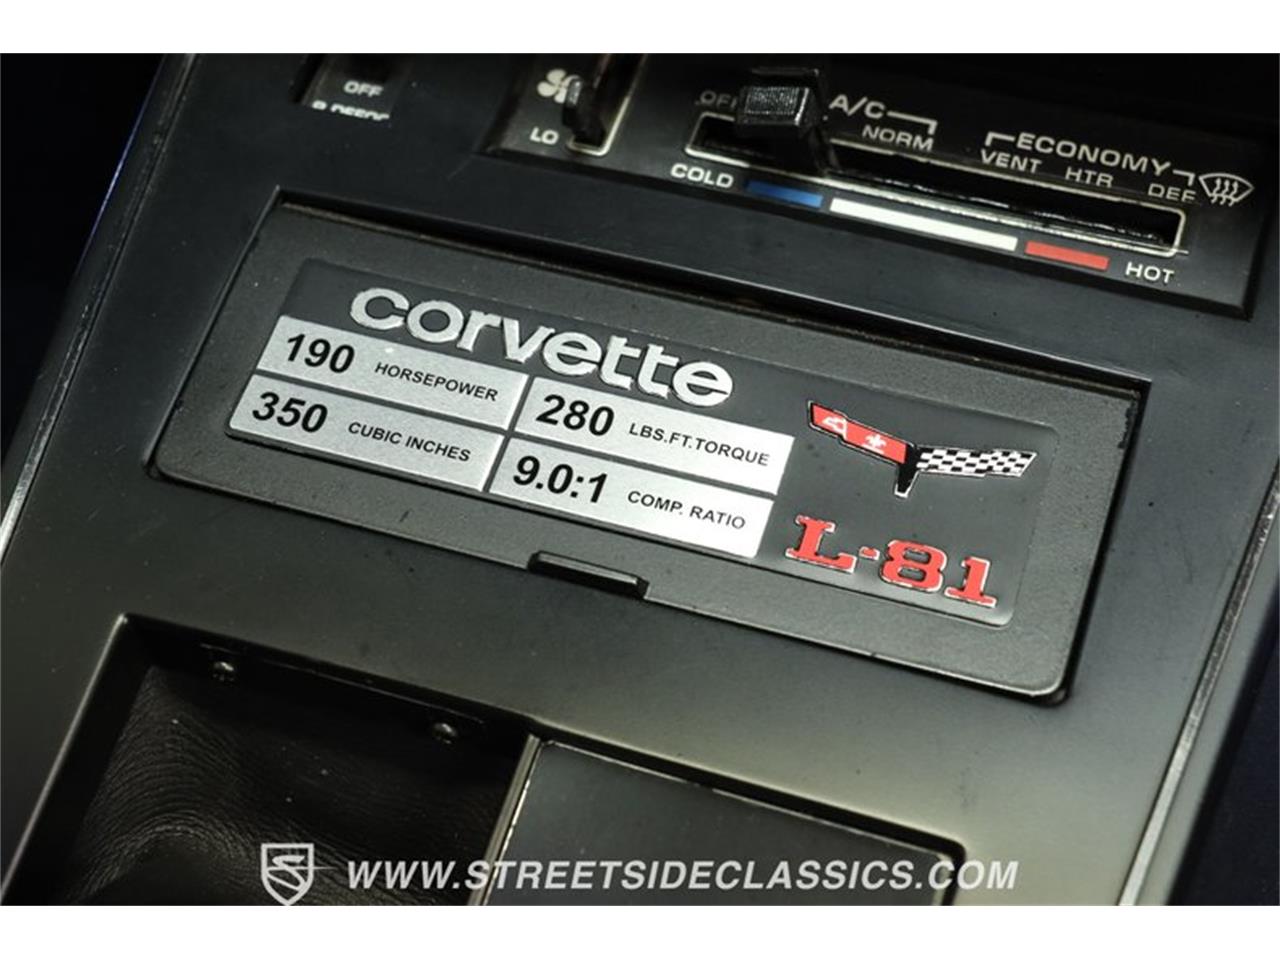 OFF
R DEFOG
LO
OFF
A/C
NORM
ECONOMY
VENT HTR DEF
COLD
HOT
corvette
190 HORSEPOWER
280 LBS.FT.TORQUE
350 CUBIC INCHES
9.0:1 COMP. RATIO
L-81
WWW.STREETSIDECLASSICS.COM